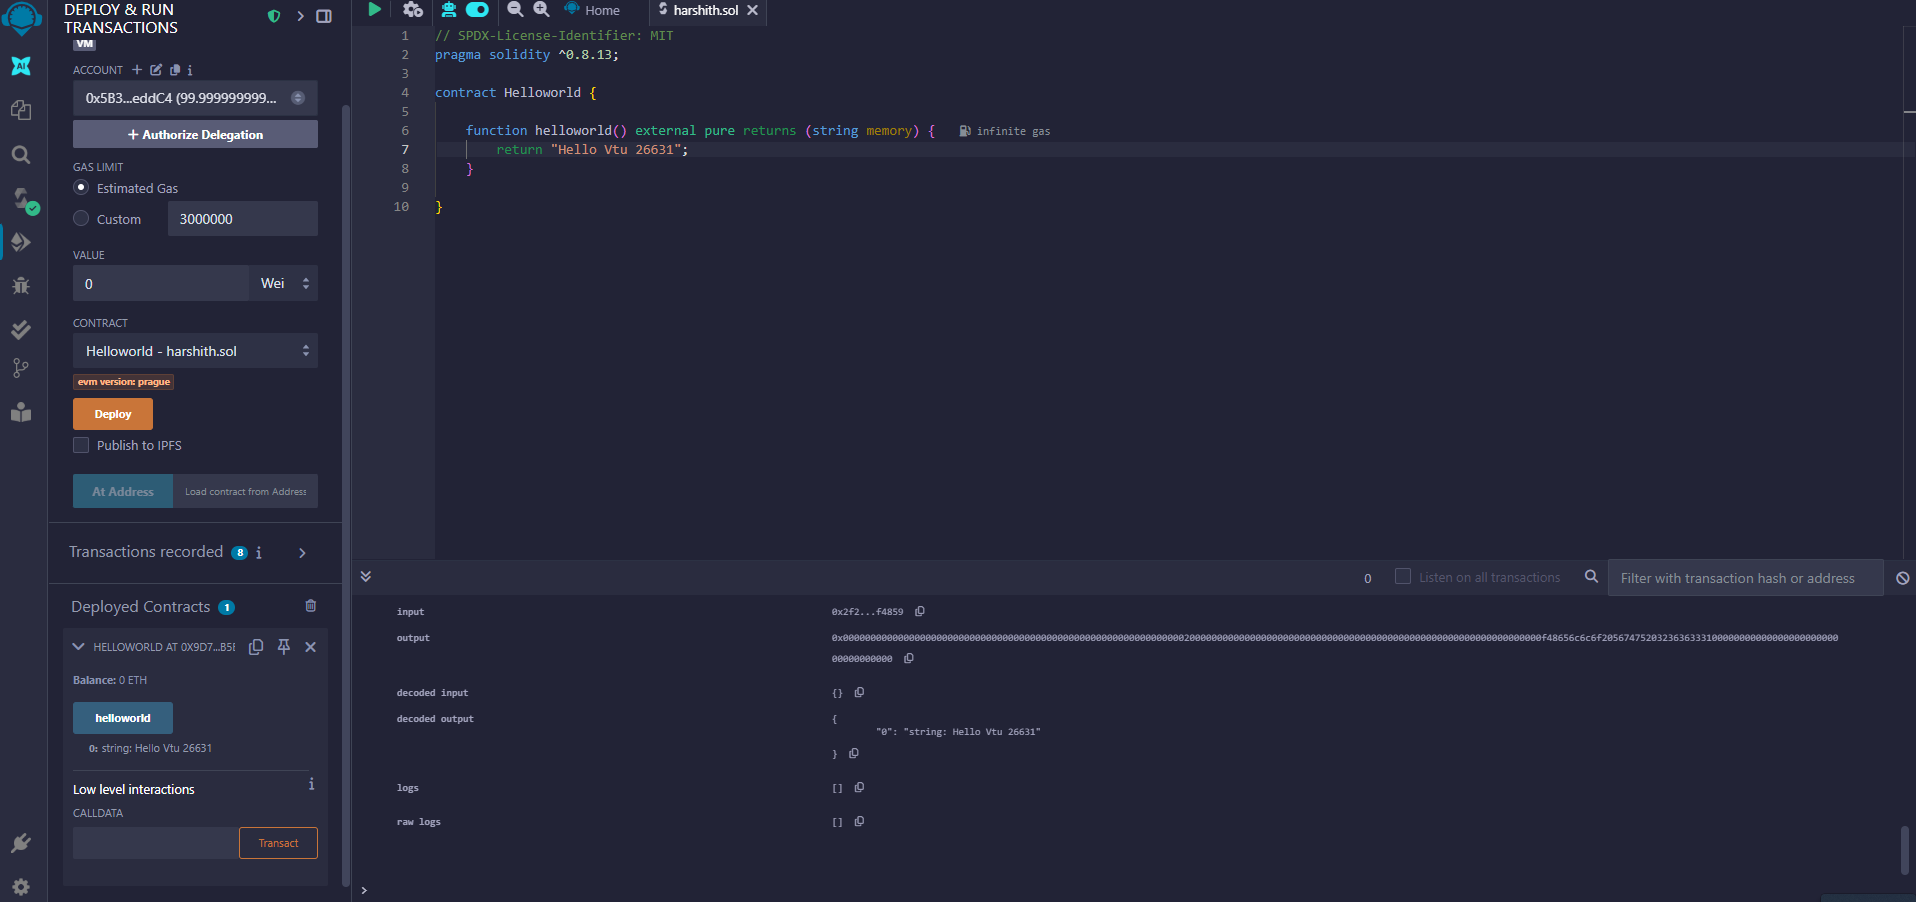 DEPLOY & RUN
TRANSACTIONS
VM
ACCOUNT
0x5B3...eddC4 (99.999999999...
Authorize Delegation
GAS LIMIT
Estimated Gas
Custom 3000000
VALUE
0 Wei
CONTRACT
Helloworld - harshith.sol
evm version: prague
Deploy
Publish to IPFS
At Address Load contract from Address
Transactions recorded 8 i
Deployed Contracts 1
HELLOWORLD AT 0X9D7...B5E
Balance: 0 ETH
helloworld
0: string: Hello Vtu 26631
Low level interactions i
CALLDATA
Transact
AI
Home harshith.sol
1 // SPDX-License-Identifier: MIT
2 pragma solidity ^0.8.13;
3
4 contract Helloworld {
5
6 function helloworld() external pure returns (string memory) { infinite gas
7 return "Hello Vtu 26631";
8 }
9
10 }
0 Listen on all transactions Filter with transaction hash or address
input 0x2f2...f4859
output
decoded input {}
decoded output {
"0": "string: Hello Vtu 26631"
}
logs []
raw logs []
>